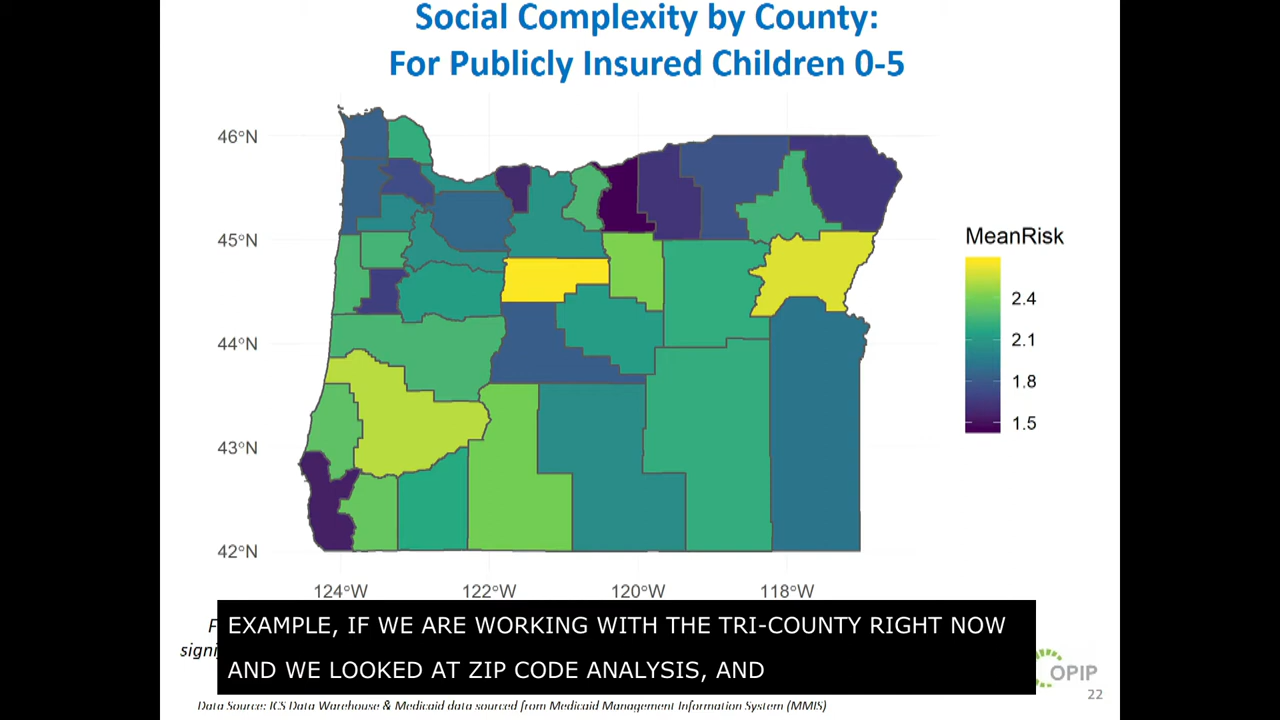 Social Complexity by County:
For Publicly Insured Children 0-5
46°N
45°N
44°N
43°N
42°N
124°W
122°W
120°W
118°W
MeanRisk
2.4
2.1
1.8
1.5
EXAMPLE, IF WE ARE WORKING WITH THE TRI-COUNTY RIGHT NOW
AND WE LOOKED AT ZIP CODE ANALYSIS, AND
OPIP
22
Data Source: ICS Data Warehouse & Medicaid data sourced from Medicaid Management Information System (MMIS)